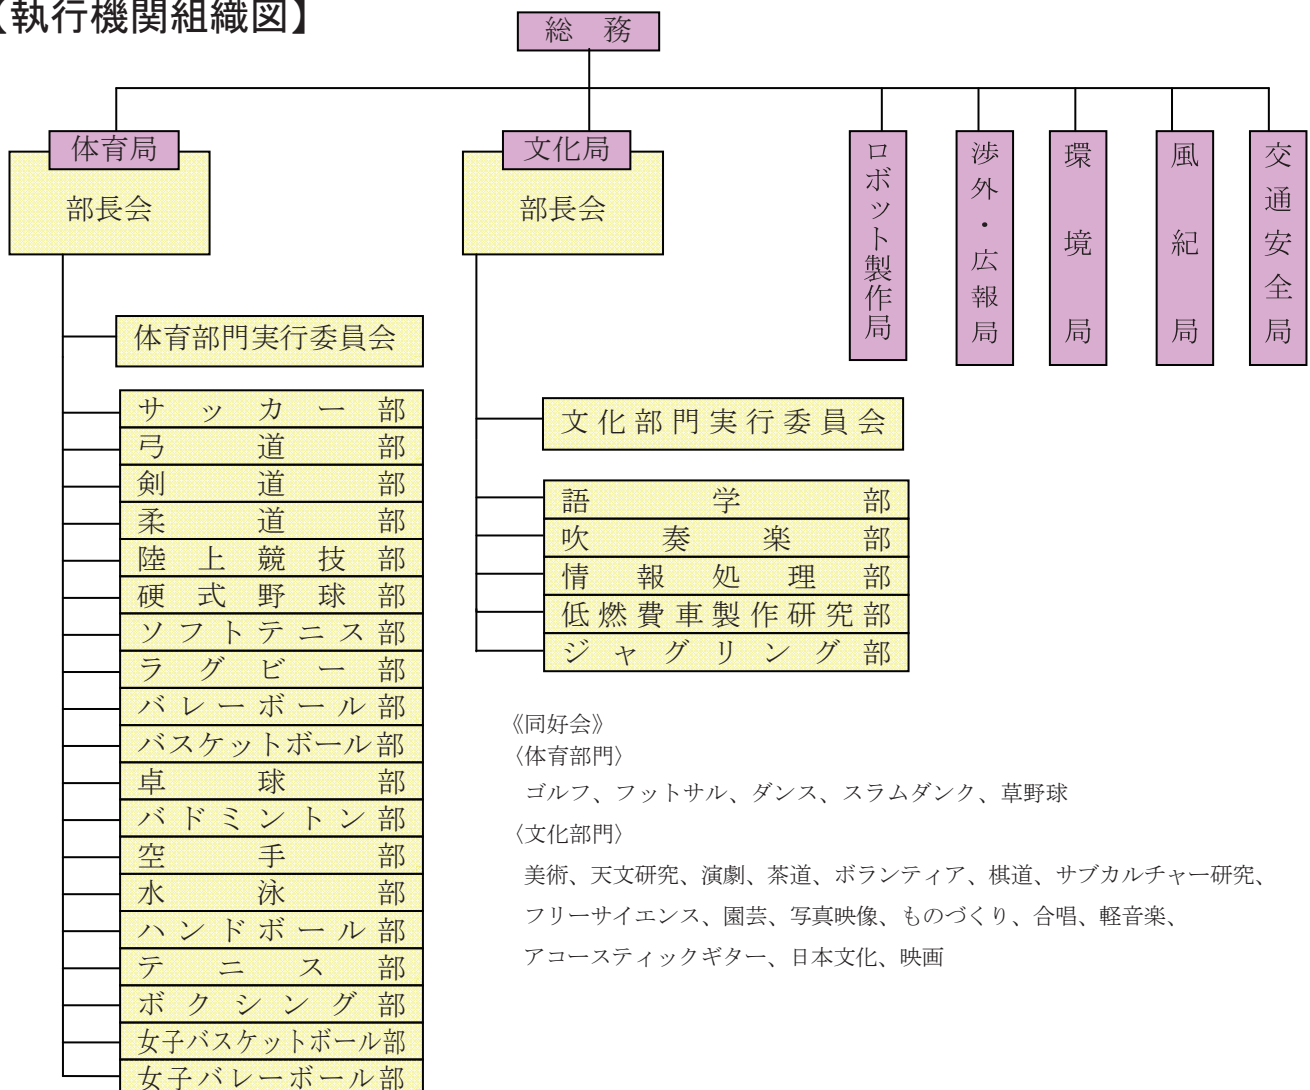 【執行機関組織図】
総務
体育局
部長会
文化局
部長会
ロボット製作局
渉外・広報局
環境局
風紀局
交通安全局
体育部門実行委員会
サッカー部
弓道部
剣道部
柔道部
陸上競技部
硬式野球部
ソフトテニス部
ラグビー部
バレーボール部
バスケットボール部
卓球部
バドミントン部
空手部
水泳部
ハンドボール部
テニス部
ボクシング部
女子バスケットボール部
女子バレーボール部
文化部門実行委員会
語学部
吹奏楽部
情報処理部
低燃費車製作研究部
ジャグリング部
《同好会》
〈体育部門〉
ゴルフ、フットサル、ダンス、スラムダンク、草野球
〈文化部門〉
美術、天文研究、演劇、茶道、ボランティア、棋道、サブカルチャー研究、
フリーサイエンス、園芸、写真映像、ものづくり、合唱、軽音楽、
アコースティックギター、日本文化、映画